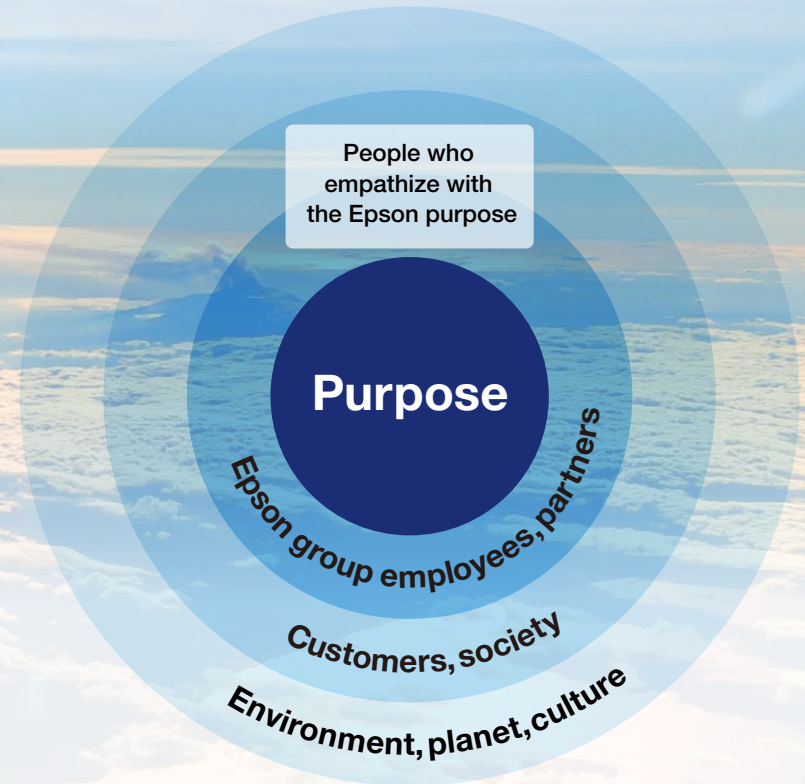 People who
empathize with
the Epson purpose
Purpose
Epson group employees, partners
Customers, society
Environment, planet, culture